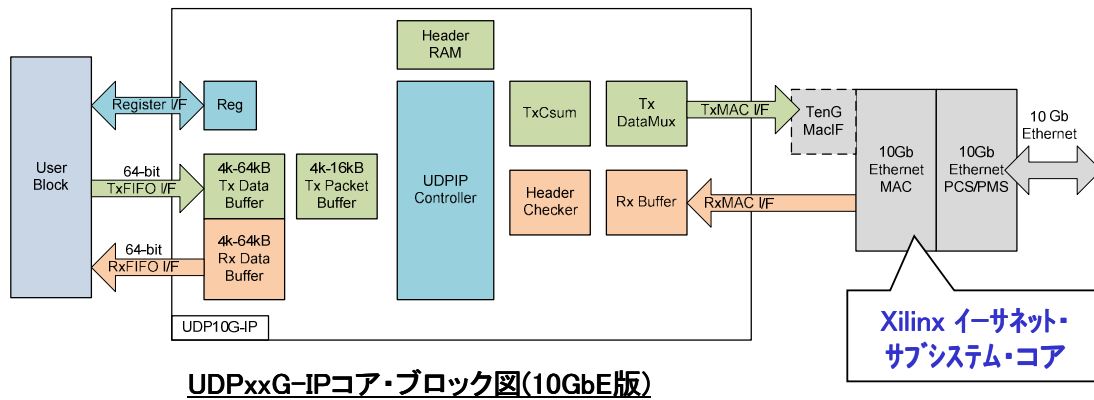 Header
RAM
User
Block
Register I/F
Reg
64-bit
TxFIFO I/F
4k-64kB
Tx Data
Buffer
4k-16kB
Tx Packet
Buffer
64-bit
RxFIFO I/F
4k-64kB
Rx Data
Buffer
UDPIP
Controller
TxCsum
Tx
DataMux
TxMAC I/F
Header
Checker
Rx Buffer
RxMAC I/F
TenG
MacIF
10Gb
Ethernet
MAC
10Gb
Ethernet
PCS/PMS
10 Gb
Ethernet
UDP10G-IP
Xilinx イーサネット・
サブシステム・コア
UDPxxG-IPコア・ブロック図(10GbE版)